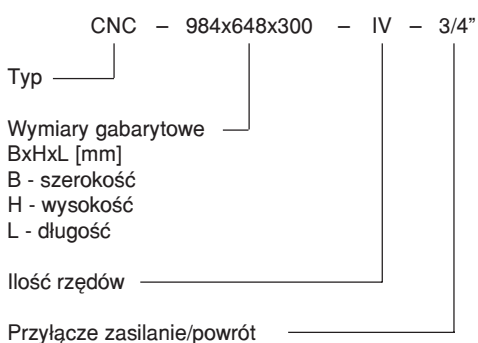 CNC – 984x648x300 – IV – 3/4”
Typ
Wymiary gabarytowe
BxHxL [mm]
B - szerokość
H - wysokość
L - długość
Ilość rzędów
Przyłącze zasilanie/powrót